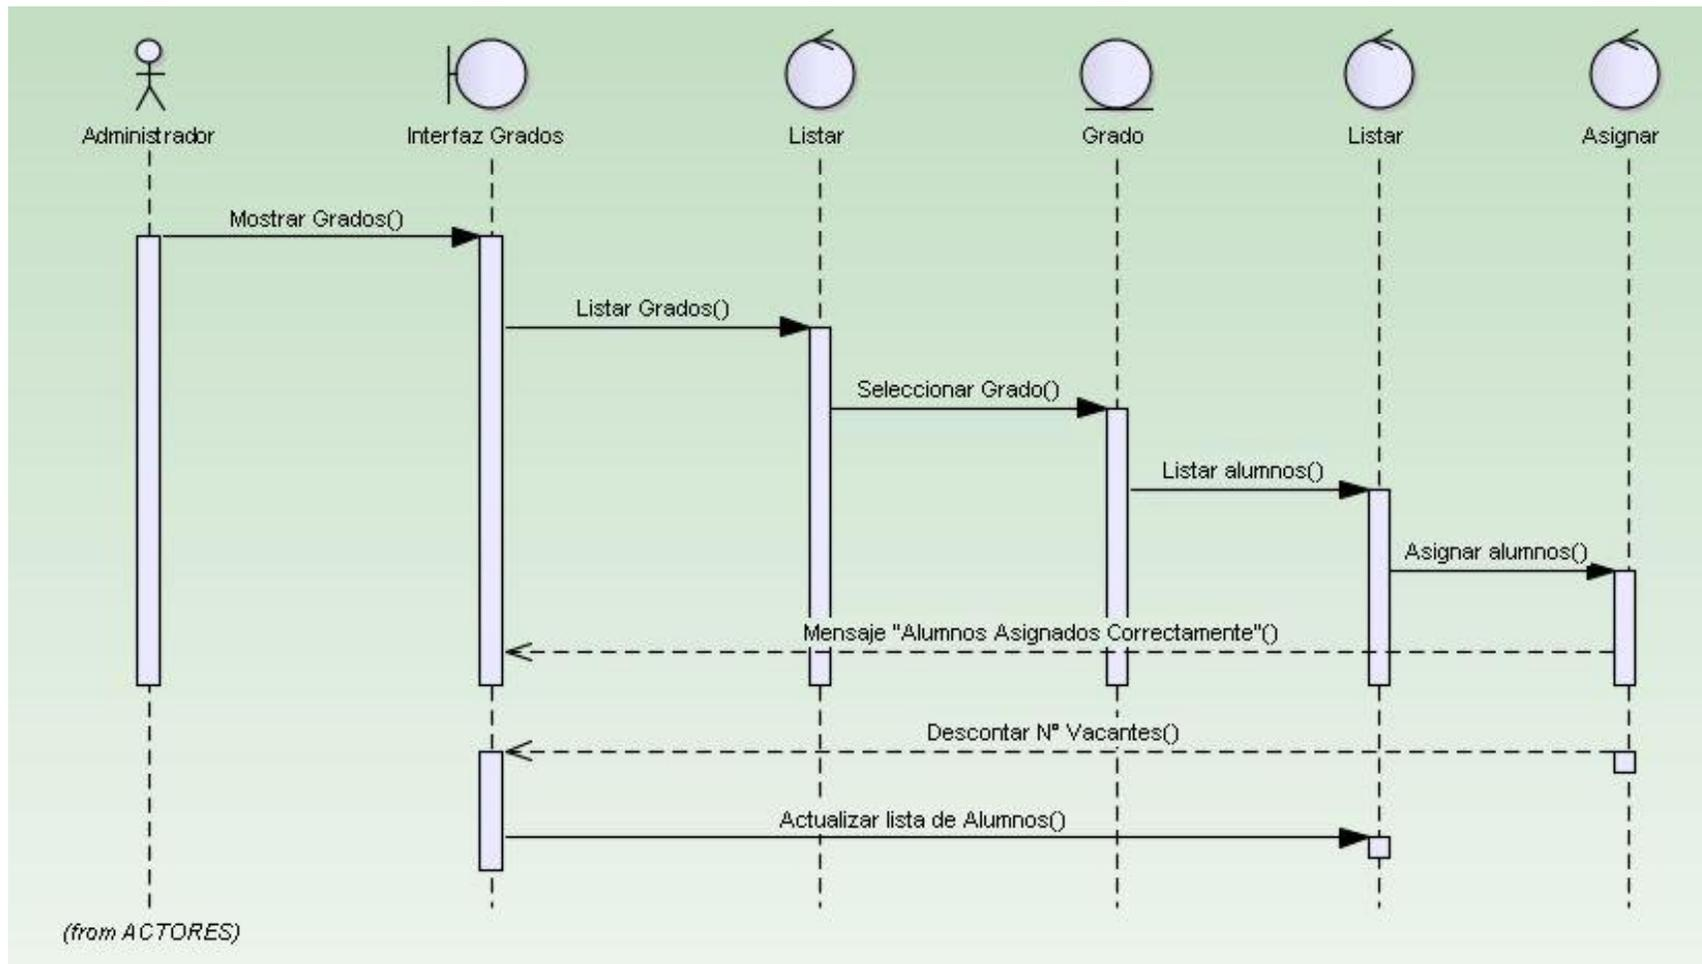 Administrador
Interfaz Grados
Listar
Grado
Listar
Asignar
Mostrar Grados()
Listar Grados()
Seleccionar Grado()
Listar alumnos()
Asignar alumnos()
Mensaje "Alumnos Asignados Correctamente"()
Descontar N° Vacantes()
Actualizar lista de Alumnos()
(from ACTORES)